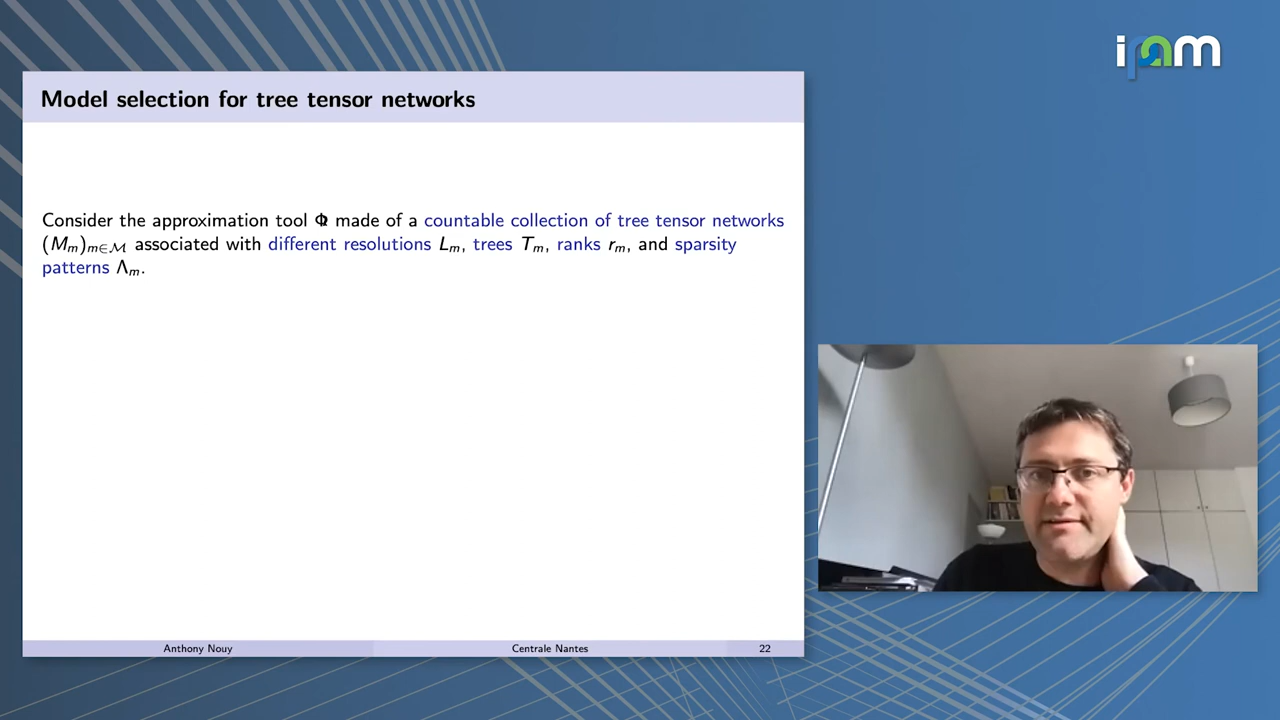 ipam
Model selection for tree tensor networks
Consider the approximation tool Φ made of a countable collection of tree tensor networks
(Mₘ)ₘ∈ℳ associated with different resolutions Lₘ, trees Tₘ, ranks rₘ, and sparsity
patterns Λₘ.
Anthony Nouy
Centrale Nantes
22